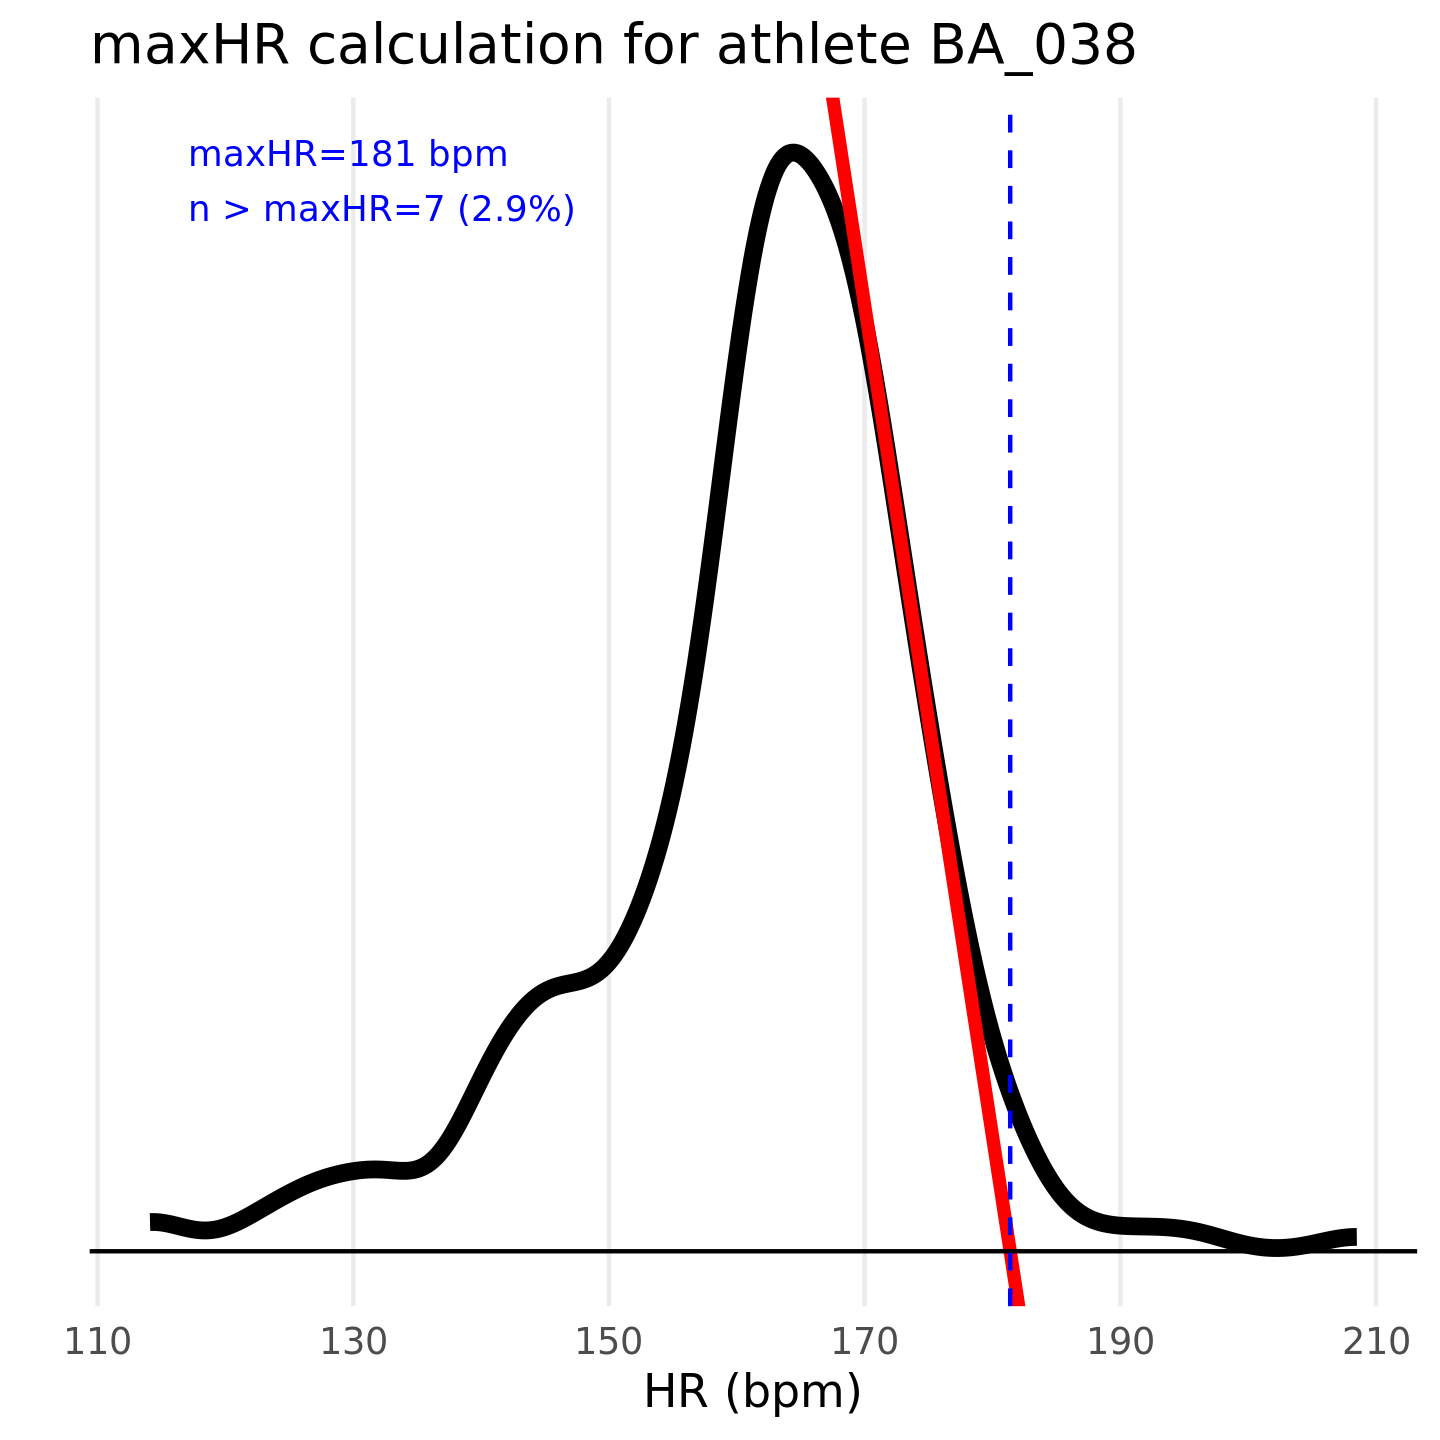 maxHR calculation for athlete BA_038
maxHR=181 bpm
n > maxHR=7 (2.9%)
110 130 150 170 190 210
HR (bpm)